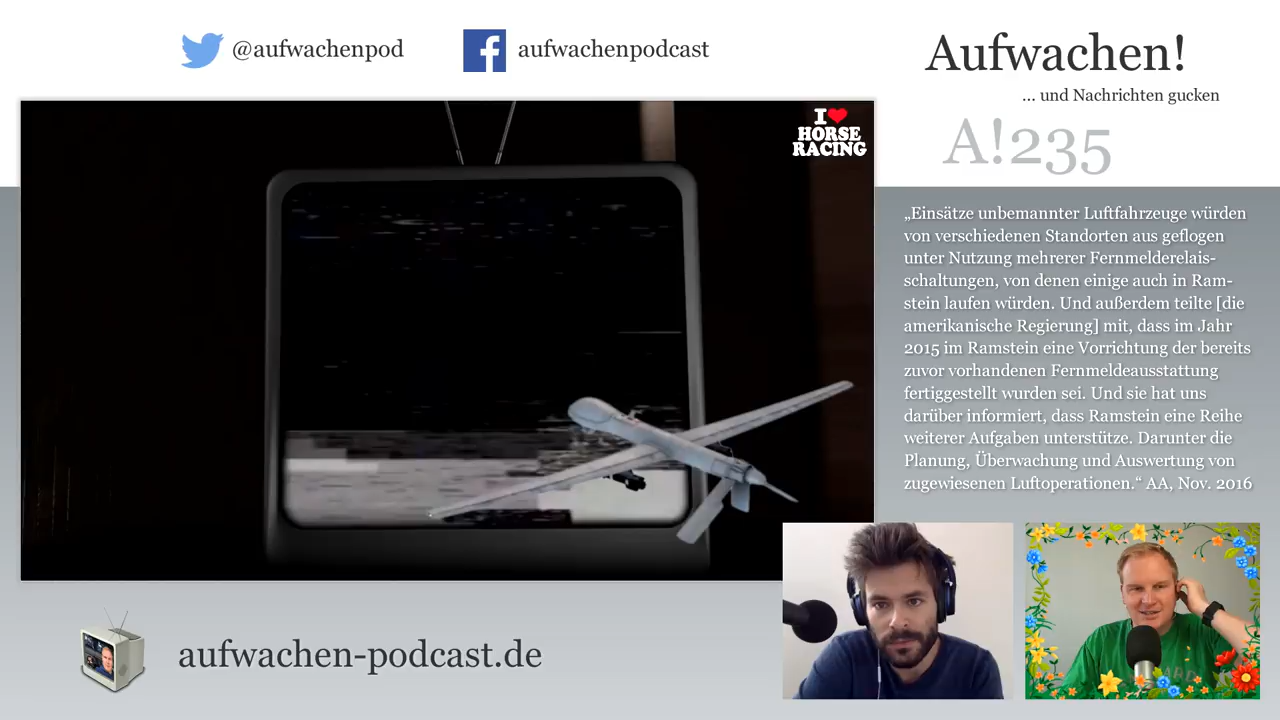 @aufwachenpod
aufwachenpodcast
Aufwachen!
... und Nachrichten gucken
A!235
I
HORSE
RACING
„Einsätze unbemannter Luftfahrzeuge würden
von verschiedenen Standorten aus geflogen
unter Nutzung mehrerer Fernmelderelais-
schaltungen, von denen einige auch in Ram-
stein laufen würden. Und außerdem teilte [die
amerikanische Regierung] mit, dass im Jahr
2015 im Ramstein eine Vorrichtung der bereits
zuvor vorhandenen Fernmeldeausstattung
fertiggestellt wurden sei. Und sie hat uns
darüber informiert, dass Ramstein eine Reihe
weiterer Aufgaben unterstütze. Darunter die
Planung, Überwachung und Auswertung von
zugewiesenen Luftoperationen.“ AA, Nov. 2016
aufwachen-podcast.de